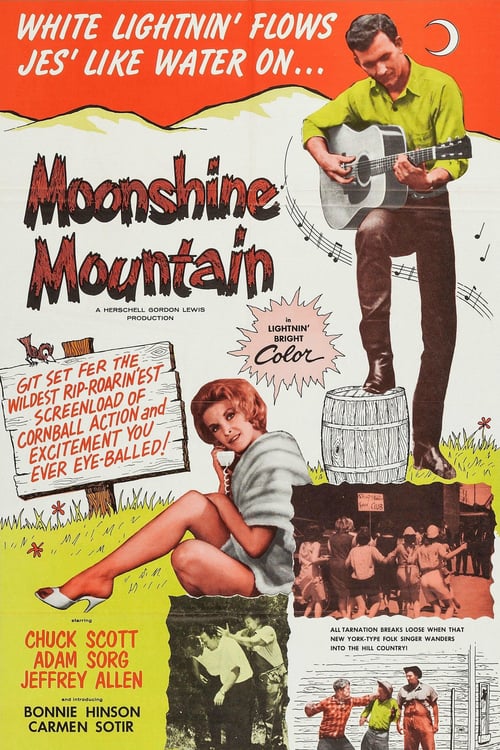 WHITE LIGHTNIN' FLOWS
JES' LIKE WATER ON...
Moonshine
Mountain
A HERSCHELL GORDON LEWIS
PRODUCTION
in
LIGHTNIN'
BRIGHT
Color
GIT SET FER THE
WILDEST RIP-ROARIN'EST
SCREENLOAD OF
CORNBALL ACTION and
EXCITEMENT YOU
EVER EYE-BALLED!
starring
CHUCK SCOTT
ADAM SORG
JEFFREY ALLEN
and introducing
BONNIE HINSON
CARMEN SOTIR
ALL TARNATION BREAKS LOOSE WHEN THAT
NEW YORK-TYPE FOLK SINGER WANDERS
INTO THE HILL COUNTRY!